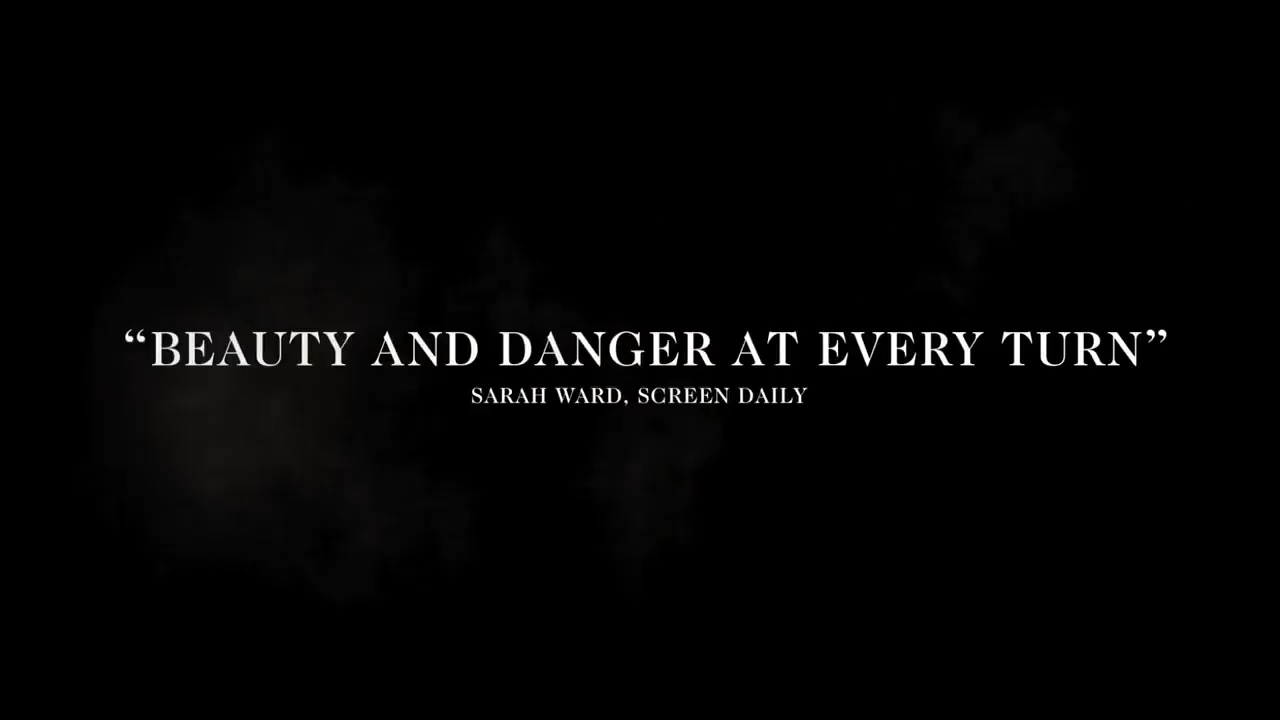 “BEAUTY AND DANGER AT EVERY TURN”
SARAH WARD, SCREEN DAILY